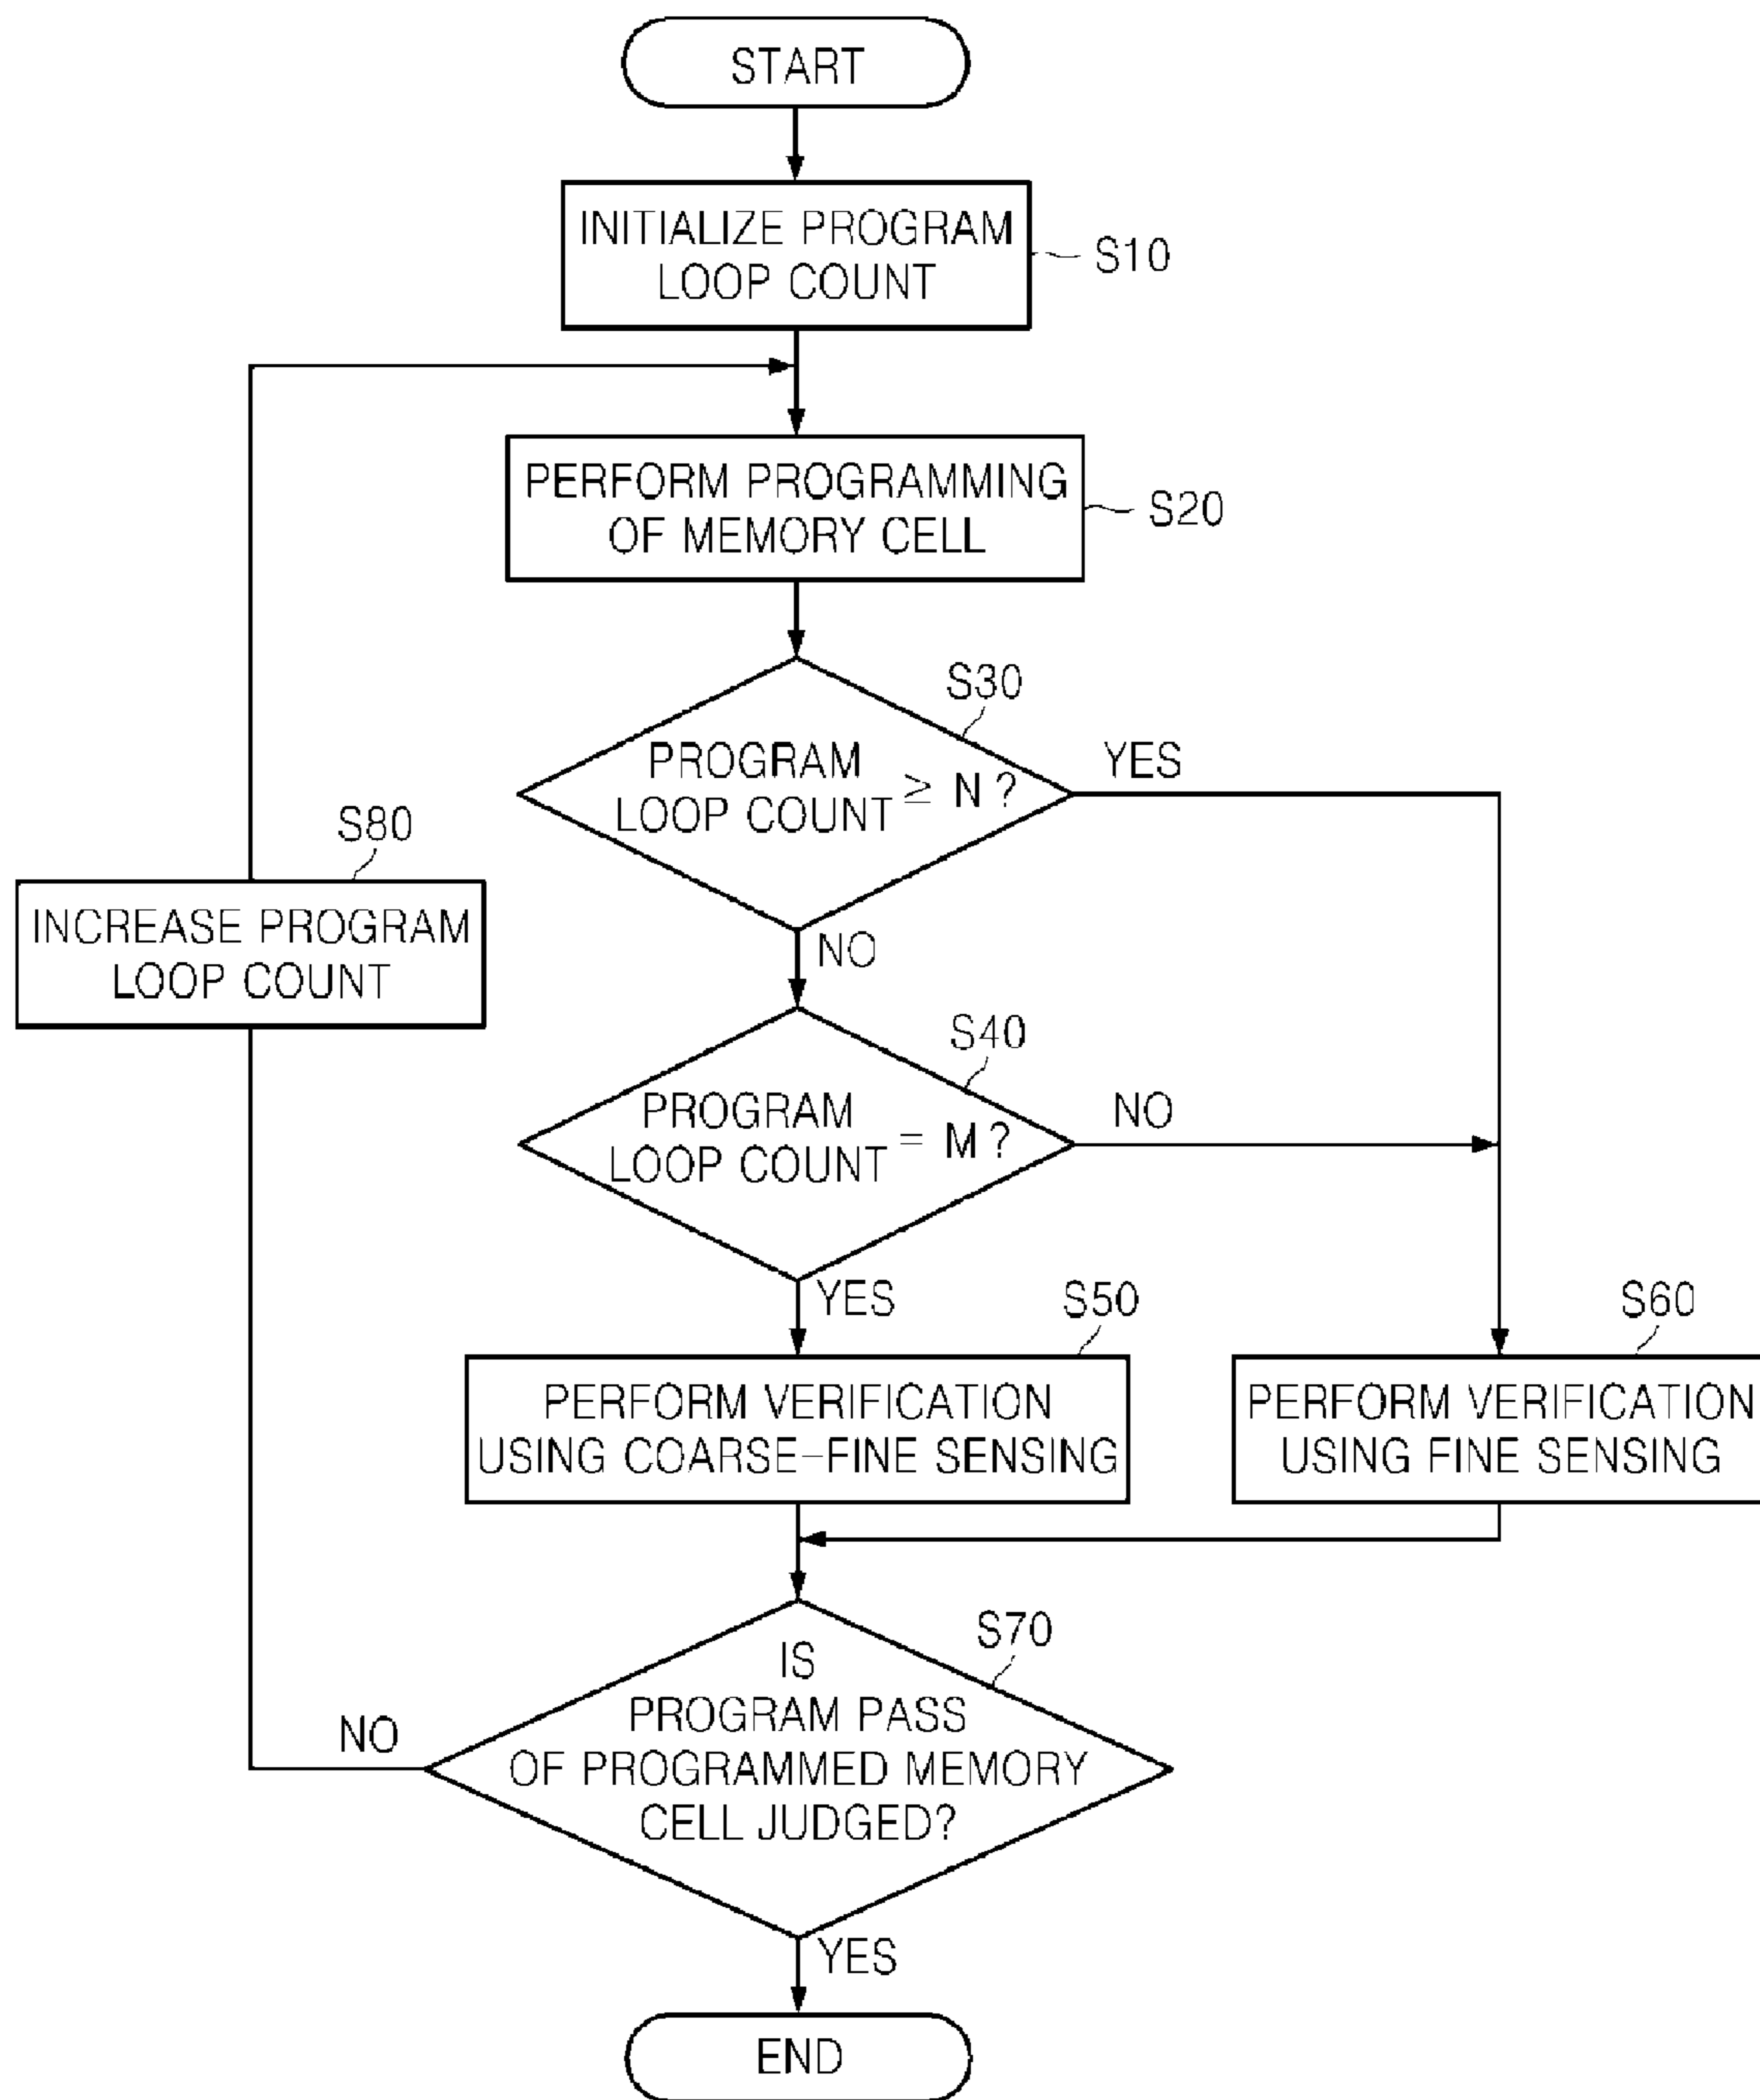 START
INITIALIZE PROGRAM
LOOP COUNT
S10
PERFORM PROGRAMMING
OF MEMORY CELL
S20
S30
PROGRAM
LOOP COUNT ≥ N ?
YES
NO
S80
INCREASE PROGRAM
LOOP COUNT
S40
PROGRAM
LOOP COUNT = M ?
NO
YES
S50
PERFORM VERIFICATION
USING COARSE-FINE SENSING
S60
PERFORM VERIFICATION
USING FINE SENSING
S70
IS
PROGRAM PASS
OF PROGRAMMED MEMORY
CELL JUDGED?
NO
YES
END